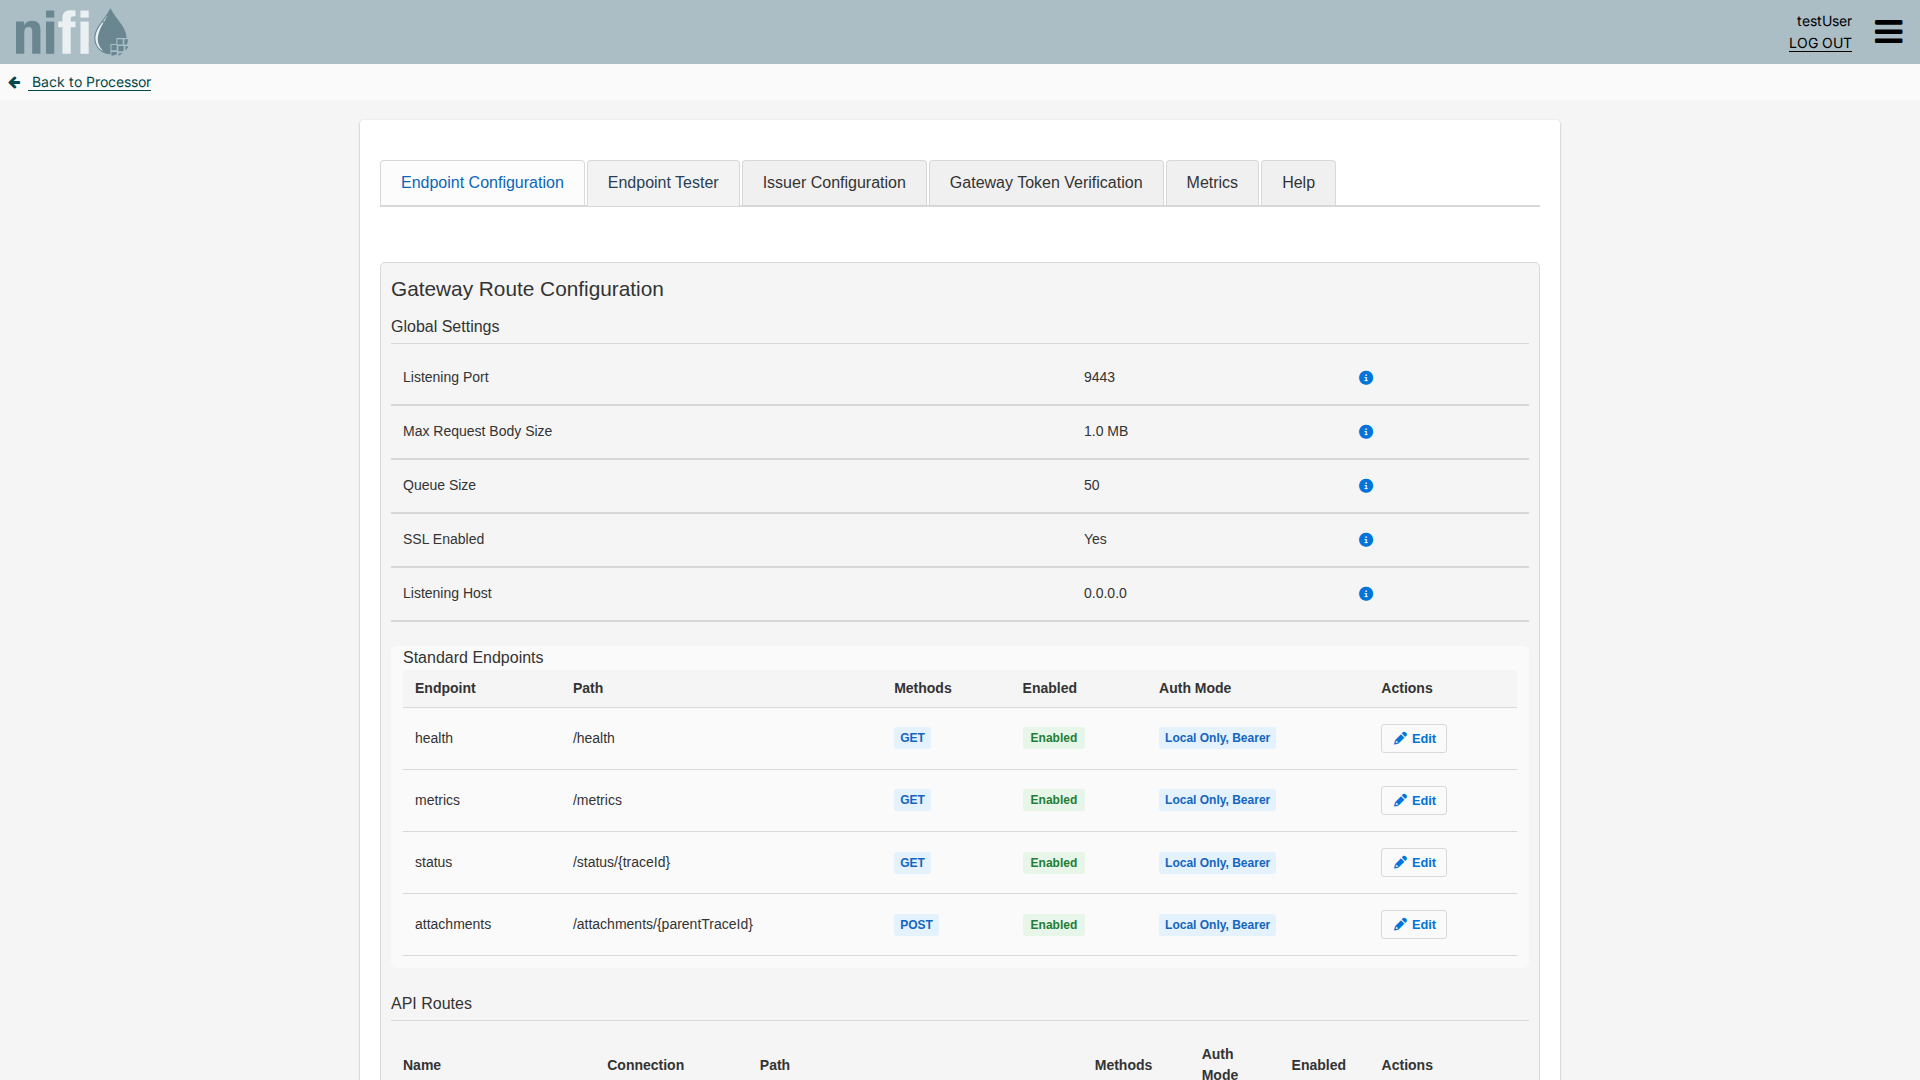 nifi
testUser
LOG OUT
Back to Processor
Endpoint Configuration Endpoint Tester Issuer Configuration Gateway Token Verification Metrics Help
Gateway Route Configuration
Global Settings
Listening Port 9443
Max Request Body Size 1.0 MB
Queue Size 50
SSL Enabled Yes
Listening Host 0.0.0.0
Standard Endpoints
Endpoint Path Methods Enabled Auth Mode Actions
health /health GET Enabled Local Only, Bearer Edit
metrics /metrics GET Enabled Local Only, Bearer Edit
status /status/{traceId} GET Enabled Local Only, Bearer Edit
attachments /attachments/{parentTraceId} POST Enabled Local Only, Bearer Edit
API Routes
Name Connection Path Methods Auth Mode Enabled Actions